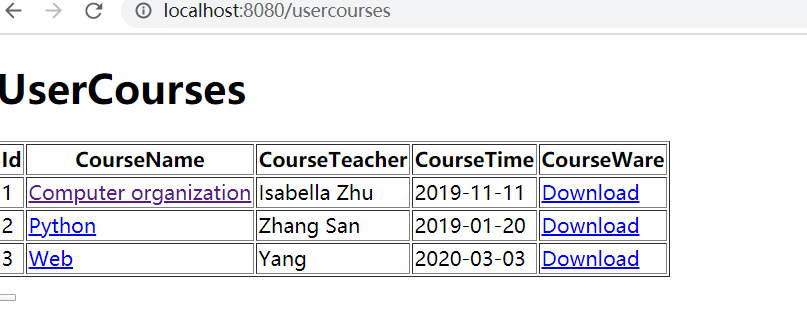 localhost:8080/usercourses
UserCourses
Id CourseName CourseTeacher CourseTime CourseWare
1 Computer organization Isabella Zhu 2019-11-11 Download
2 Python Zhang San 2019-01-20 Download
3 Web Yang 2020-03-03 Download